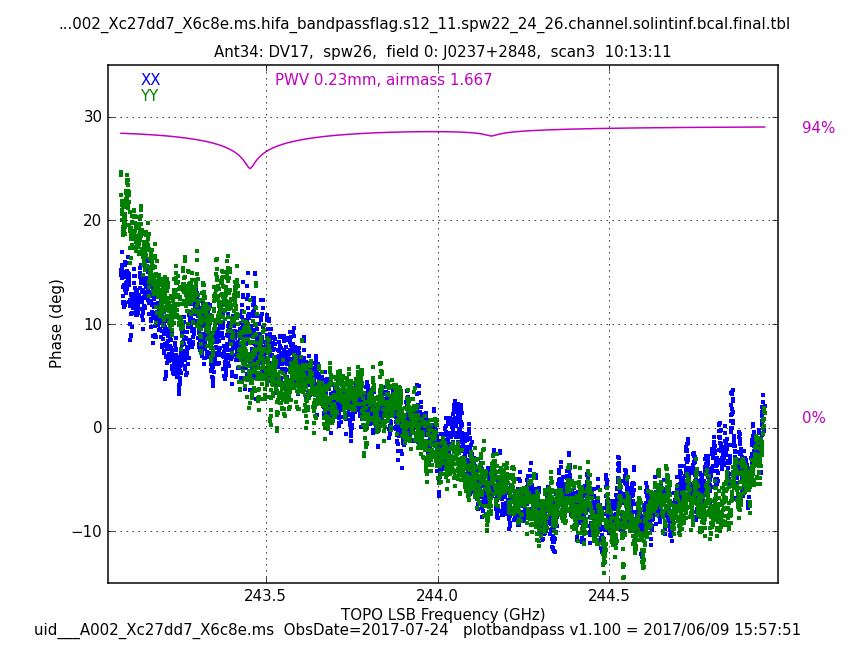 ...002_Xc27dd7_X6c8e.ms.hifa_bandpassflag.s12_11.spw22_24_26.channel.solintinf.bcal.final.tbl
Ant34: DV17,  spw26,  field 0: J0237+2848,  scan3  10:13:11
XX
YY
PWV 0.23mm, airmass 1.667
94%
0%
30
20
10
0
−10
Phase (deg)
243.5
244.0
244.5
TOPO LSB Frequency (GHz)
uid___A002_Xc27dd7_X6c8e.ms  ObsDate=2017-07-24   plotbandpass v1.100 = 2017/06/09 15:57:51